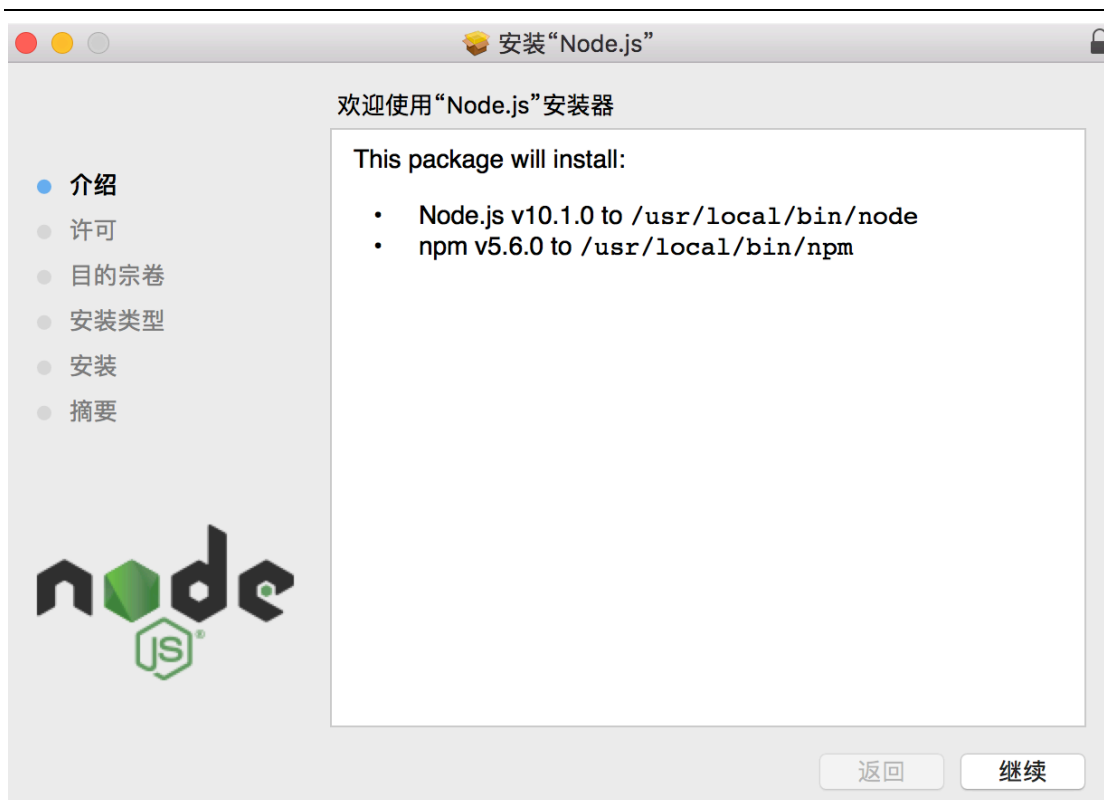 安装“Node.js”
欢迎使用“Node.js”安装器
介绍
许可
目的宗卷
安装类型
安装
摘要
This package will install:
• Node.js v10.1.0 to /usr/local/bin/node
• npm v5.6.0 to /usr/local/bin/npm
node
JS®
返回
继续